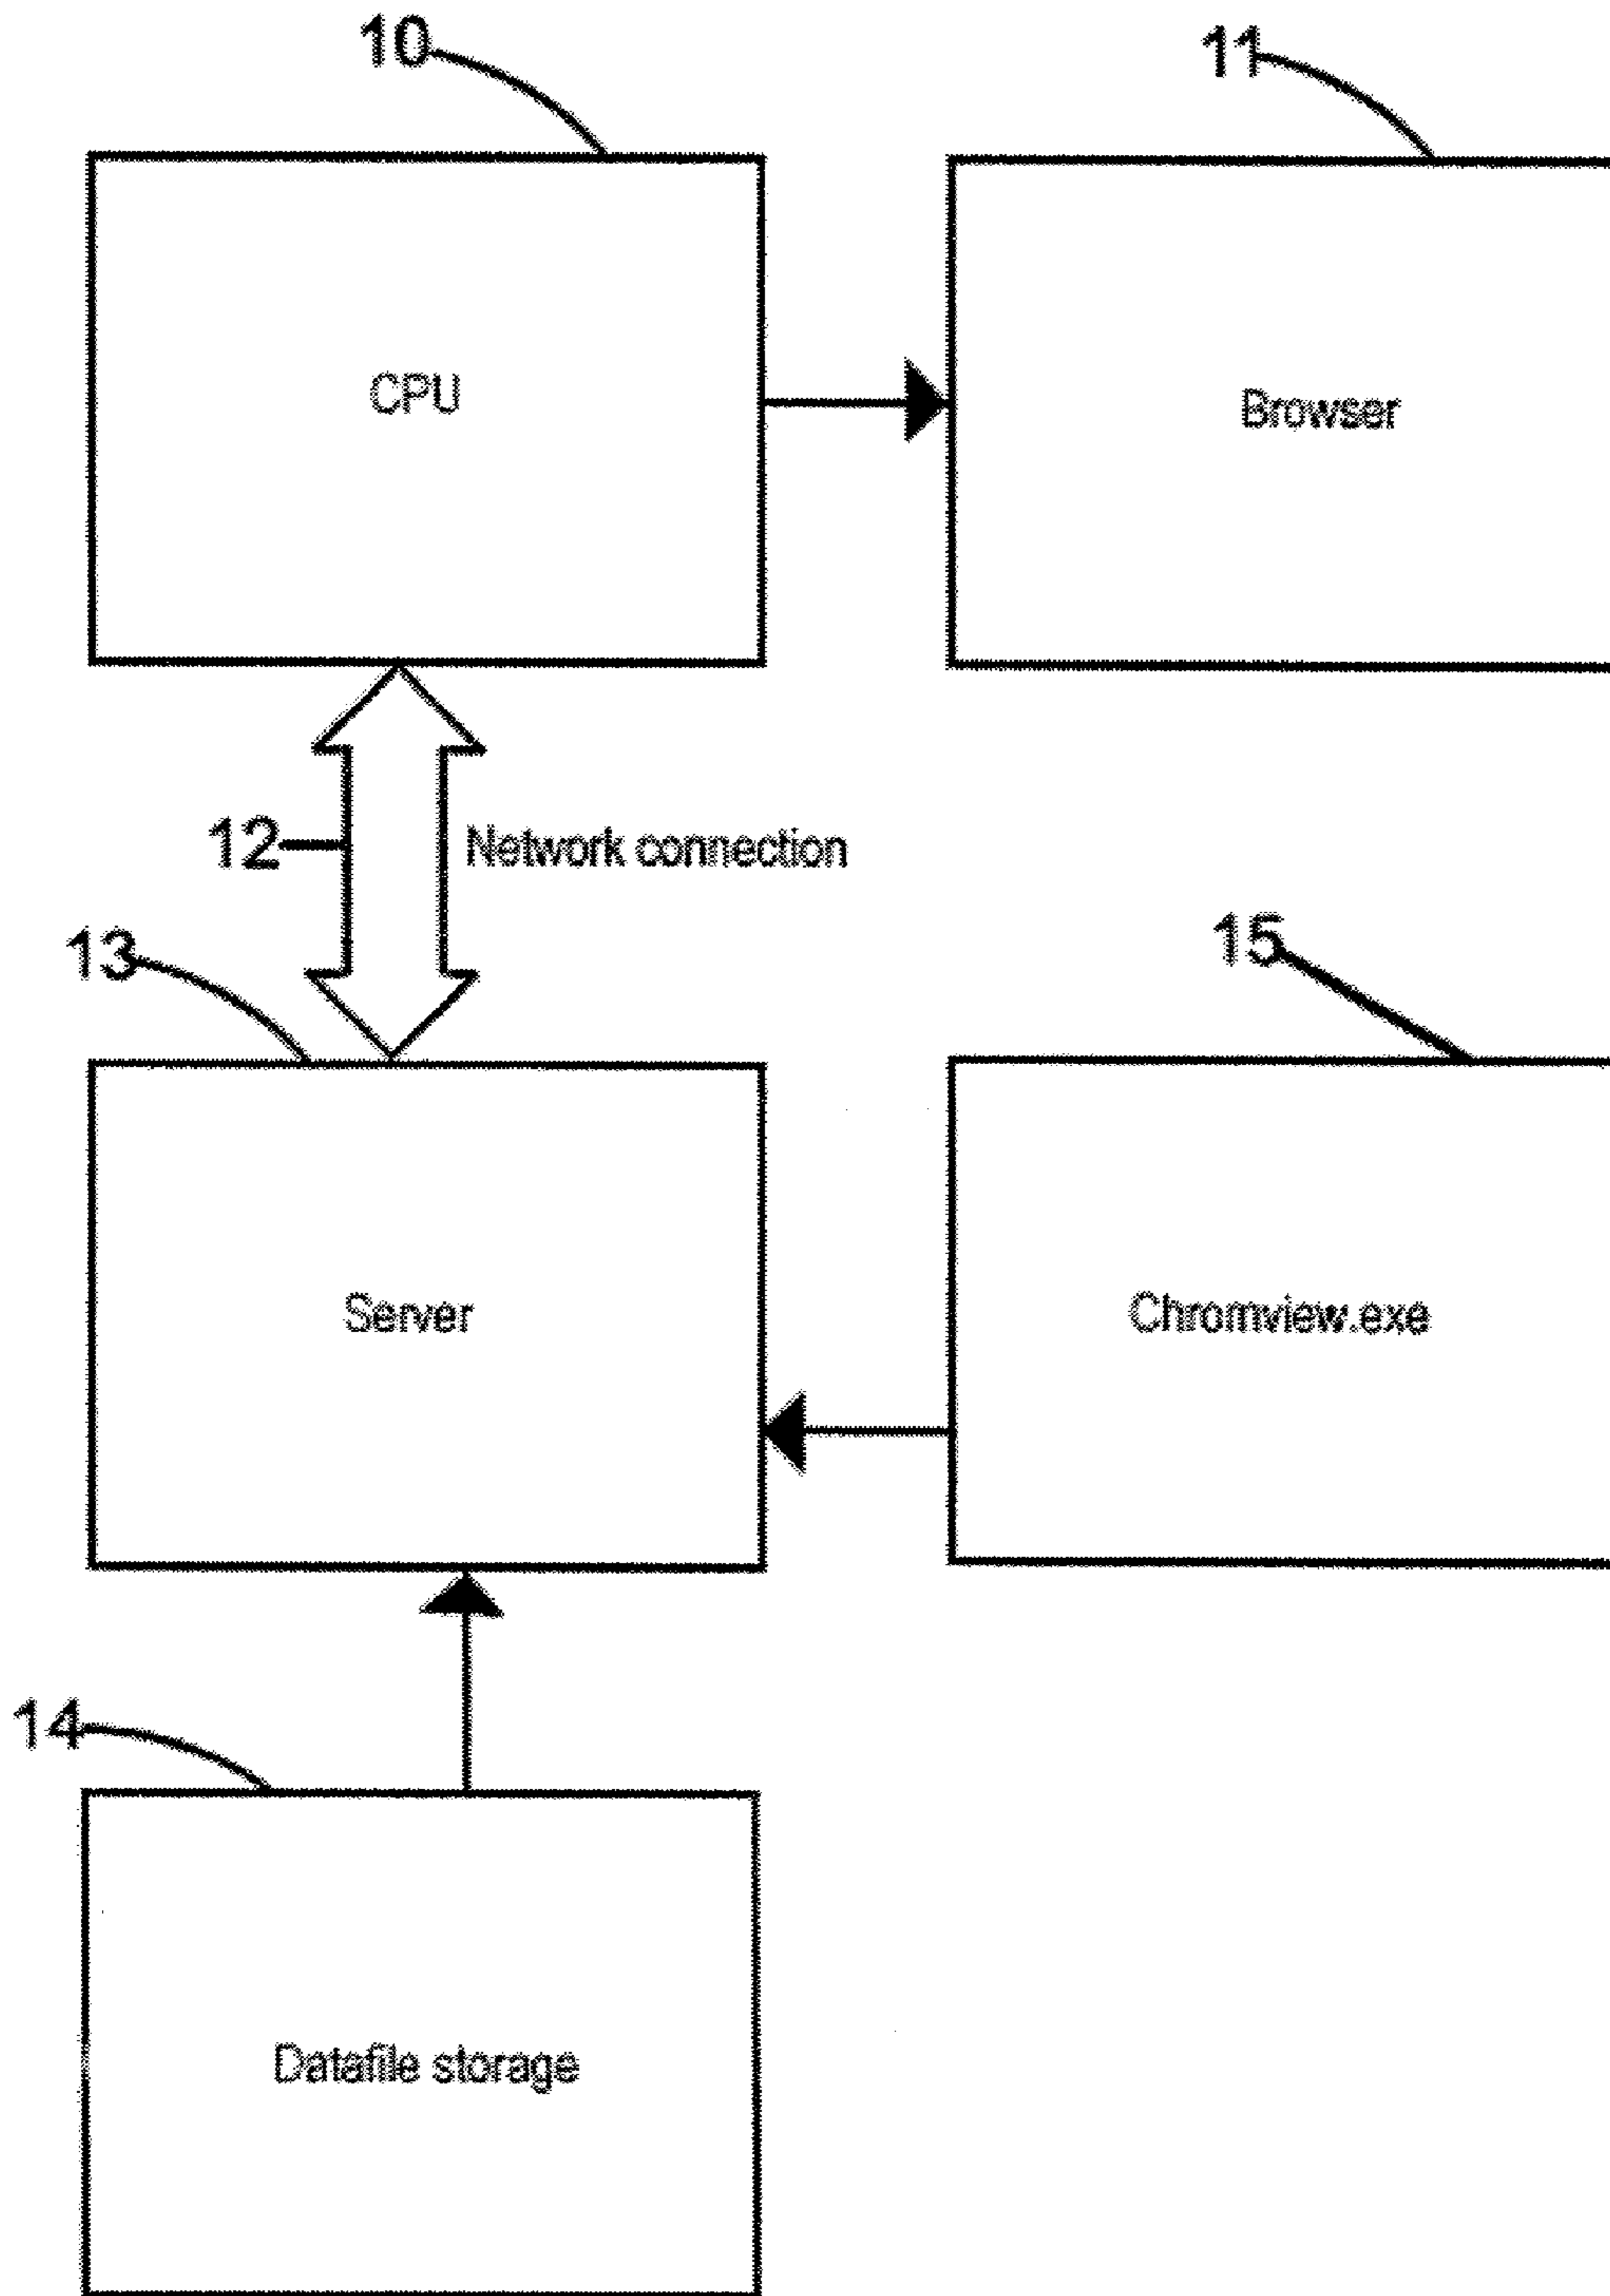 10
11
CPU
Browser
12
Network connection
13
15
Server
Chromview.exe
14
Datafile storage